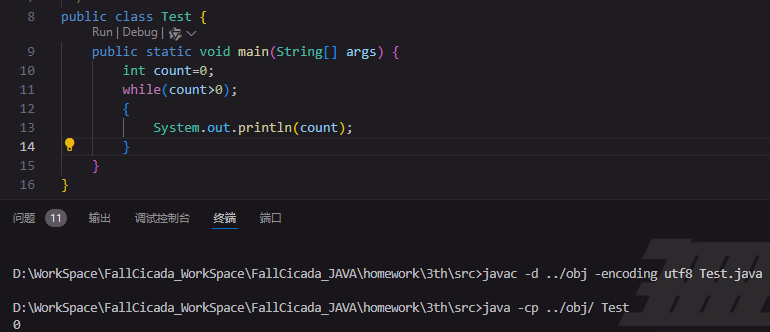 8 public class Test {
Run | Debug |
9 public static void main(String[] args) {
10 int count=0;
11 while(count>0);
12 {
13 System.out.println(count);
14 }
15 }
16 }
问题 11 输出 调试控制台 终端 端口
D:\WorkSpace\FallCicada_WorkSpace\FallCicada_JAVA\homework\3th\src>javac -d ../obj -encoding utf8 Test.java
D:\WorkSpace\FallCicada_WorkSpace\FallCicada_JAVA\homework\3th\src>java -cp ../obj/ Test
0